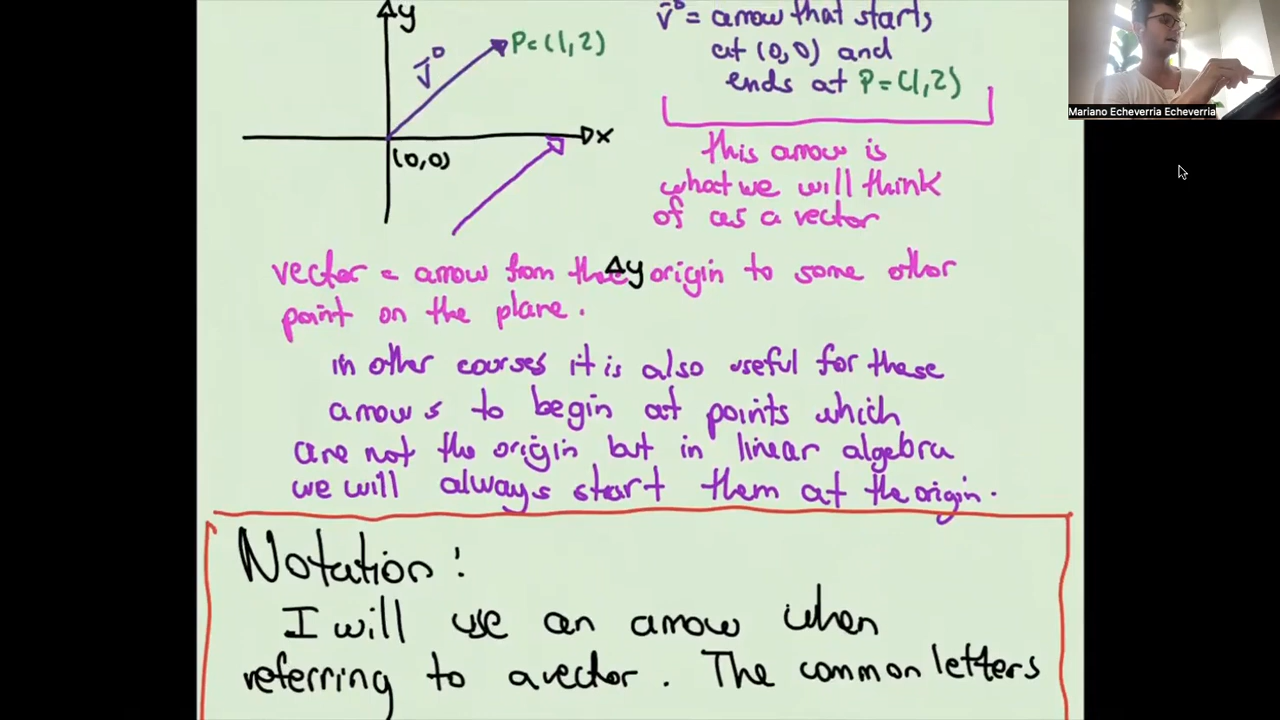 y
v = arrow that starts
P=(1,2)
at (0,0) and
v
ends at P=(1,2)
Mariano Echeverria Echeverria
x
(0,0)
this arrow is
what we will think
of as a vector
vector = arrow from the origin to some other
y
point on the plane.
in other courses it is also useful for these
arrows to begin at points which
are not the origin but in linear algebra
we will always start them at the origin.
Notation:
I will use an arrow when
referring to a vector. The common letters